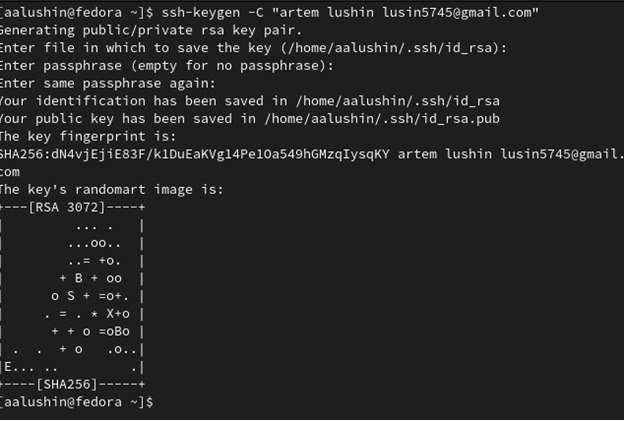 [aalushin@fedora ~]$ ssh-keygen -C "artem lushin lusin5745@gmail.com"
Generating public/private rsa key pair.
Enter file in which to save the key (/home/aalushin/.ssh/id_rsa):
Enter passphrase (empty for no passphrase):
Enter same passphrase again:
Your identification has been saved in /home/aalushin/.ssh/id_rsa
Your public key has been saved in /home/aalushin/.ssh/id_rsa.pub
The key fingerprint is:
SHA256:dN4vjEjiE83F/k1DuEaKVg14Pe1Oa549hGMzqIysqKY artem lushin lusin5745@gmail.
com
The key's randomart image is:
+---[RSA 3072]----+
|        ... .   |
|       ...oo..  |
|       ..= +o.  |
|      + B + oo  |
|     o S + =o+. |
|    . = . * X+o |
|     + + o =oBo |
| .  .  + o   .o..|
|E... ..        .|
+----[SHA256]-----+
[aalushin@fedora ~]$